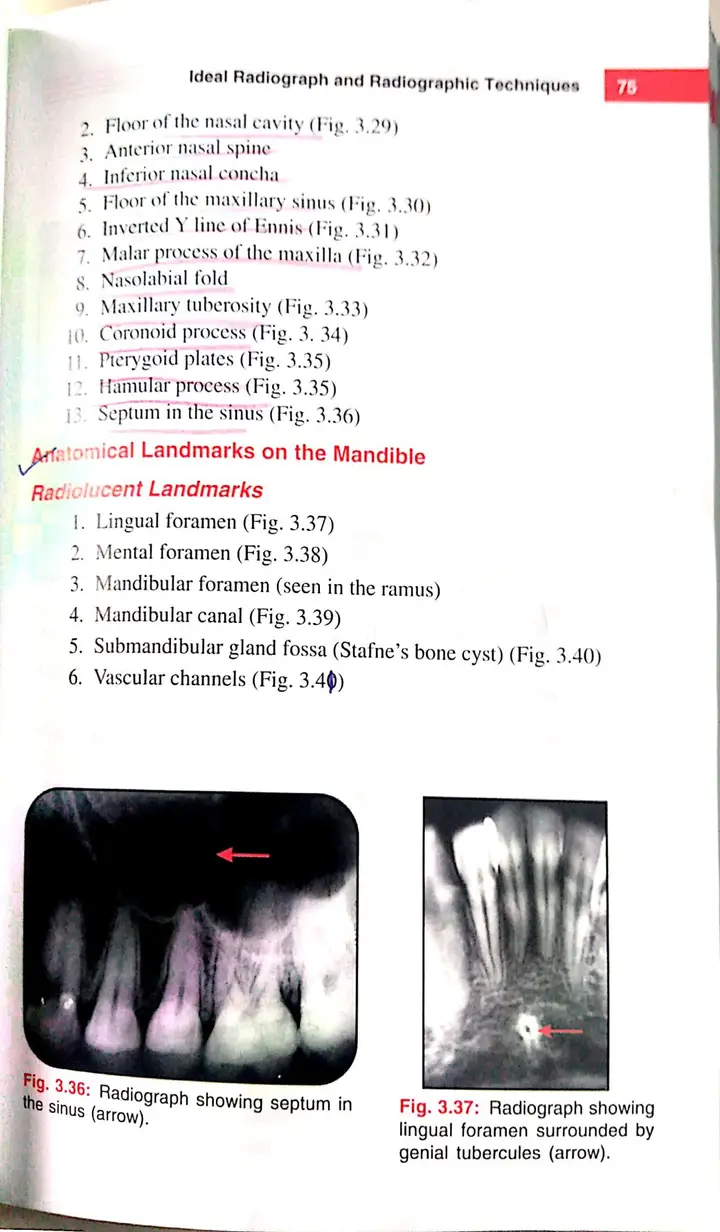 Ideal Radiograph and Radiographic Techniques 75
2. Floor of the nasal cavity (Fig. 3.29)
3. Anterior nasal spine
4. Inferior nasal concha
5. Floor of the maxillary sinus (Fig. 3.30)
6. Inverted Y line of Ennis (Fig. 3.31)
7. Malar process of the maxilla (Fig. 3.32)
8. Nasolabial fold
9. Maxillary tuberosity (Fig. 3.33)
10. Coronoid process (Fig. 3. 34)
11. Pterygoid plates (Fig. 3.35)
12. Hamular process (Fig. 3.35)
13. Septum in the sinus (Fig. 3.36)
Anatomical Landmarks on the Mandible
Radiolucent Landmarks
1. Lingual foramen (Fig. 3.37)
2. Mental foramen (Fig. 3.38)
3. Mandibular foramen (seen in the ramus)
4. Mandibular canal (Fig. 3.39)
5. Submandibular gland fossa (Stafne's bone cyst) (Fig. 3.40)
6. Vascular channels (Fig. 3.40)
Fig. 3.36: Radiograph showing septum in
the sinus (arrow).
Fig. 3.37: Radiograph showing
lingual foramen surrounded by
genial tubercules (arrow).